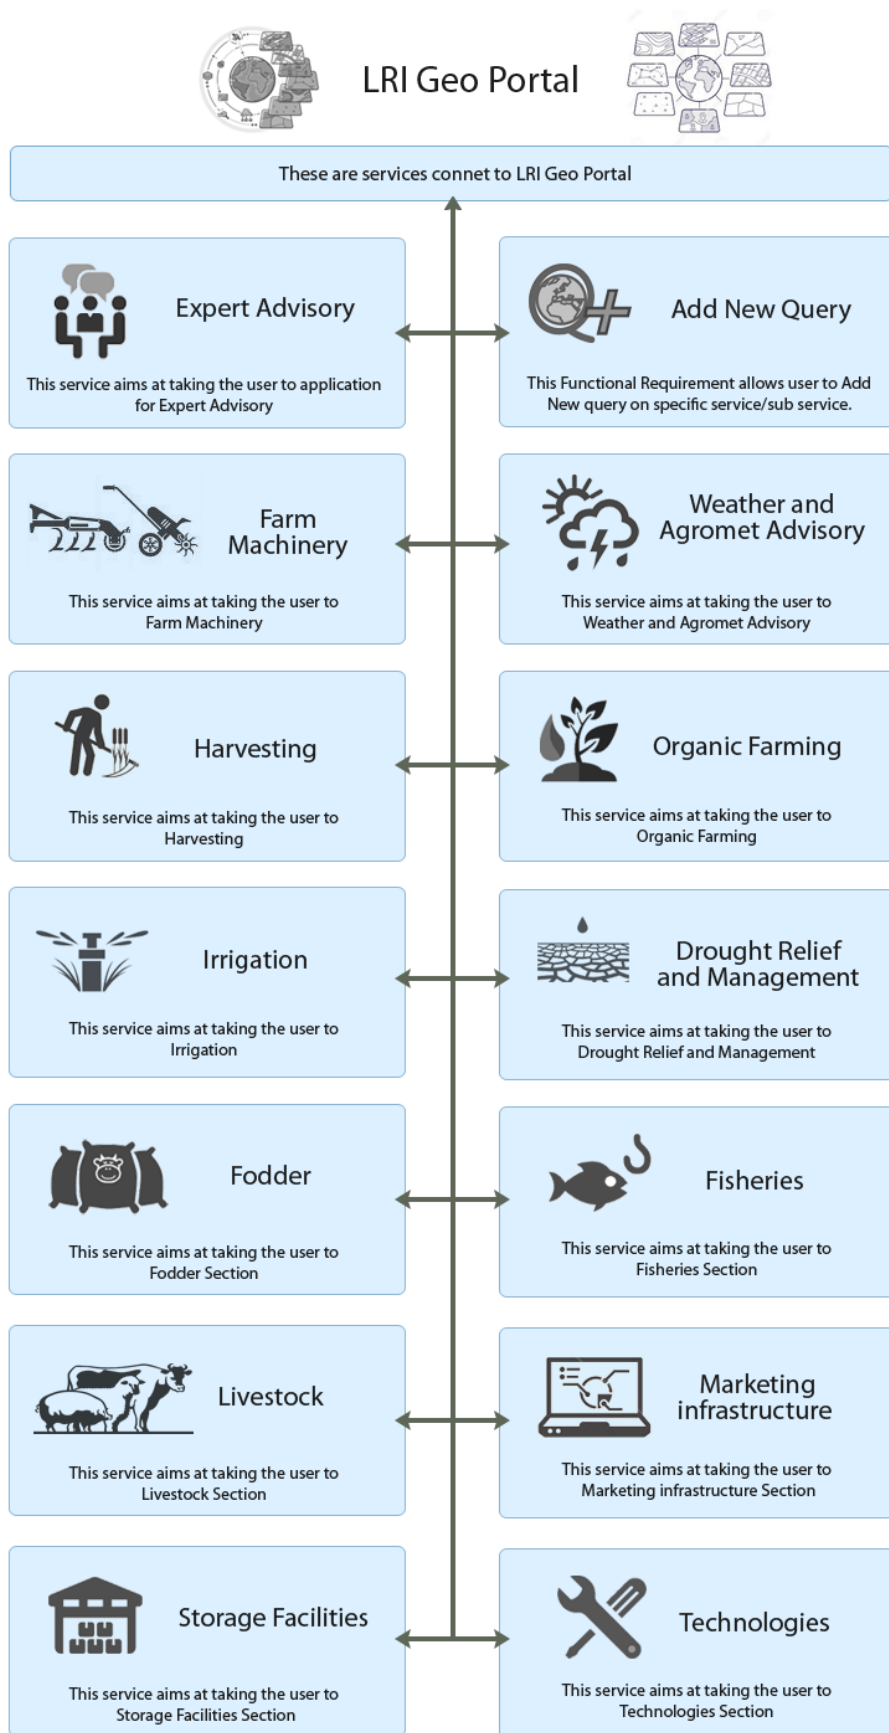 LRI Geo Portal
These are services connet to LRI Geo Portal
Expert Advisory
This service aims at taking the user to application
for Expert Advisory
Add New Query
This Functional Requirement allows user to Add
New query on specific service/sub service.
Farm
Machinery
This service aims at taking the user to
Farm Machinery
Weather and
Agromet Advisory
This service aims at taking the user to
Weather and Agromet Advisory
Harvesting
This service aims at taking the user to
Harvesting
Organic Farming
This service aims at taking the user to
Organic Farming
Irrigation
This service aims at taking the user to
Irrigation
Drought Relief
and Management
This service aims at taking the user to
Drought Relief and Management
Fodder
This service aims at taking the user to
Fodder Section
Fisheries
This service aims at taking the user to
Fisheries Section
Livestock
This service aims at taking the user to
Livestock Section
Marketing
infrastructure
This service aims at taking the user to
Marketing infrastructure Section
Storage Facilities
This service aims at taking the user to
Storage Facilities Section
Technologies
This service aims at taking the user to
Technologies Section